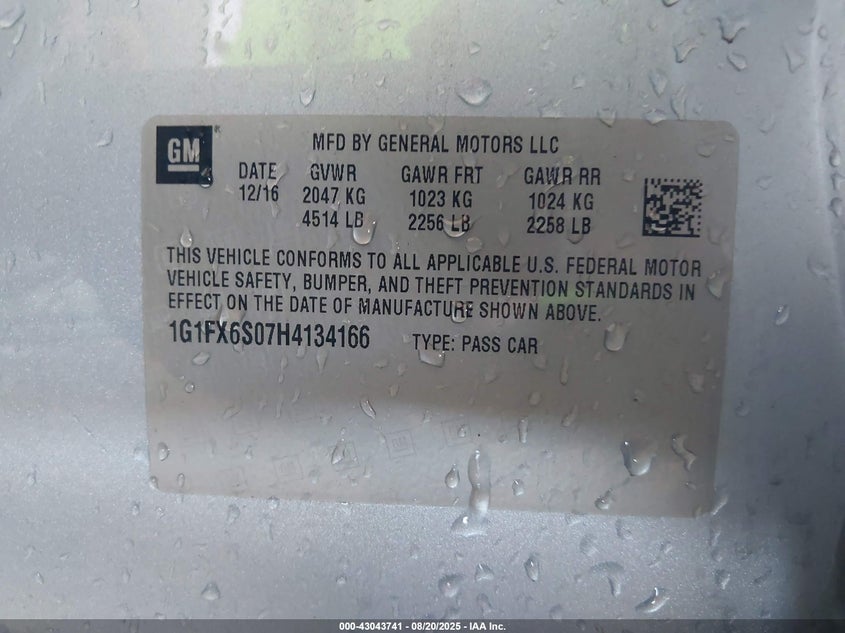 GM
MFD BY GENERAL MOTORS LLC
DATE GVWR GAWR FRT GAWR RR
12/16 2047 KG 1023 KG 1024 KG
4514 LB 2256 LB 2258 LB
THIS VEHICLE CONFORMS TO ALL APPLICABLE U.S. FEDERAL MOTOR
VEHICLE SAFETY, BUMPER, AND THEFT PREVENTION STANDARDS IN
EFFECT ON THE DATE OF MANUFACTURE SHOWN ABOVE.
1G1FX6S07H4134166 TYPE: PASS CAR
000-43043741 - 08/20/2025 - IAA Inc.